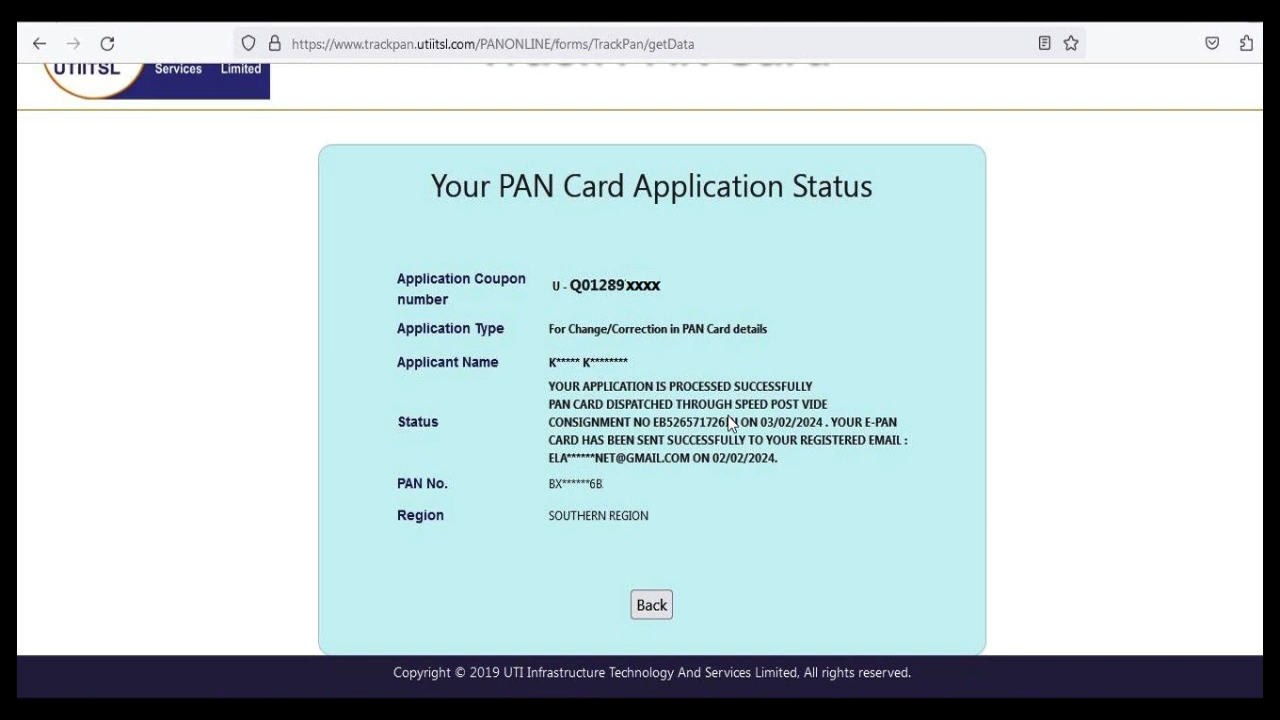 https://www.trackpan.utiitsl.com/PANONLINE/forms/TrackPan/getData
UTIITSL Services Limited
Your PAN Card Application Status
Application Coupon number U - Q01289xxxx
Application Type For Change/Correction in PAN Card details
Applicant Name K***** K********
Status YOUR APPLICATION IS PROCESSED SUCCESSFULLY
PAN CARD DISPATCHED THROUGH SPEED POST VIDE
CONSIGNMENT NO ON 03/02/2024 . YOUR E-PAN
CARD HAS BEEN SENT SUCCESSFULLY TO YOUR REGISTERED EMAIL :
ELA******NET@GMAIL.COM ON 02/02/2024.
PAN No. BX******6B
Region SOUTHERN REGION
Back
Copyright © 2019 UTI Infrastructure Technology And Services Limited, All rights reserved.